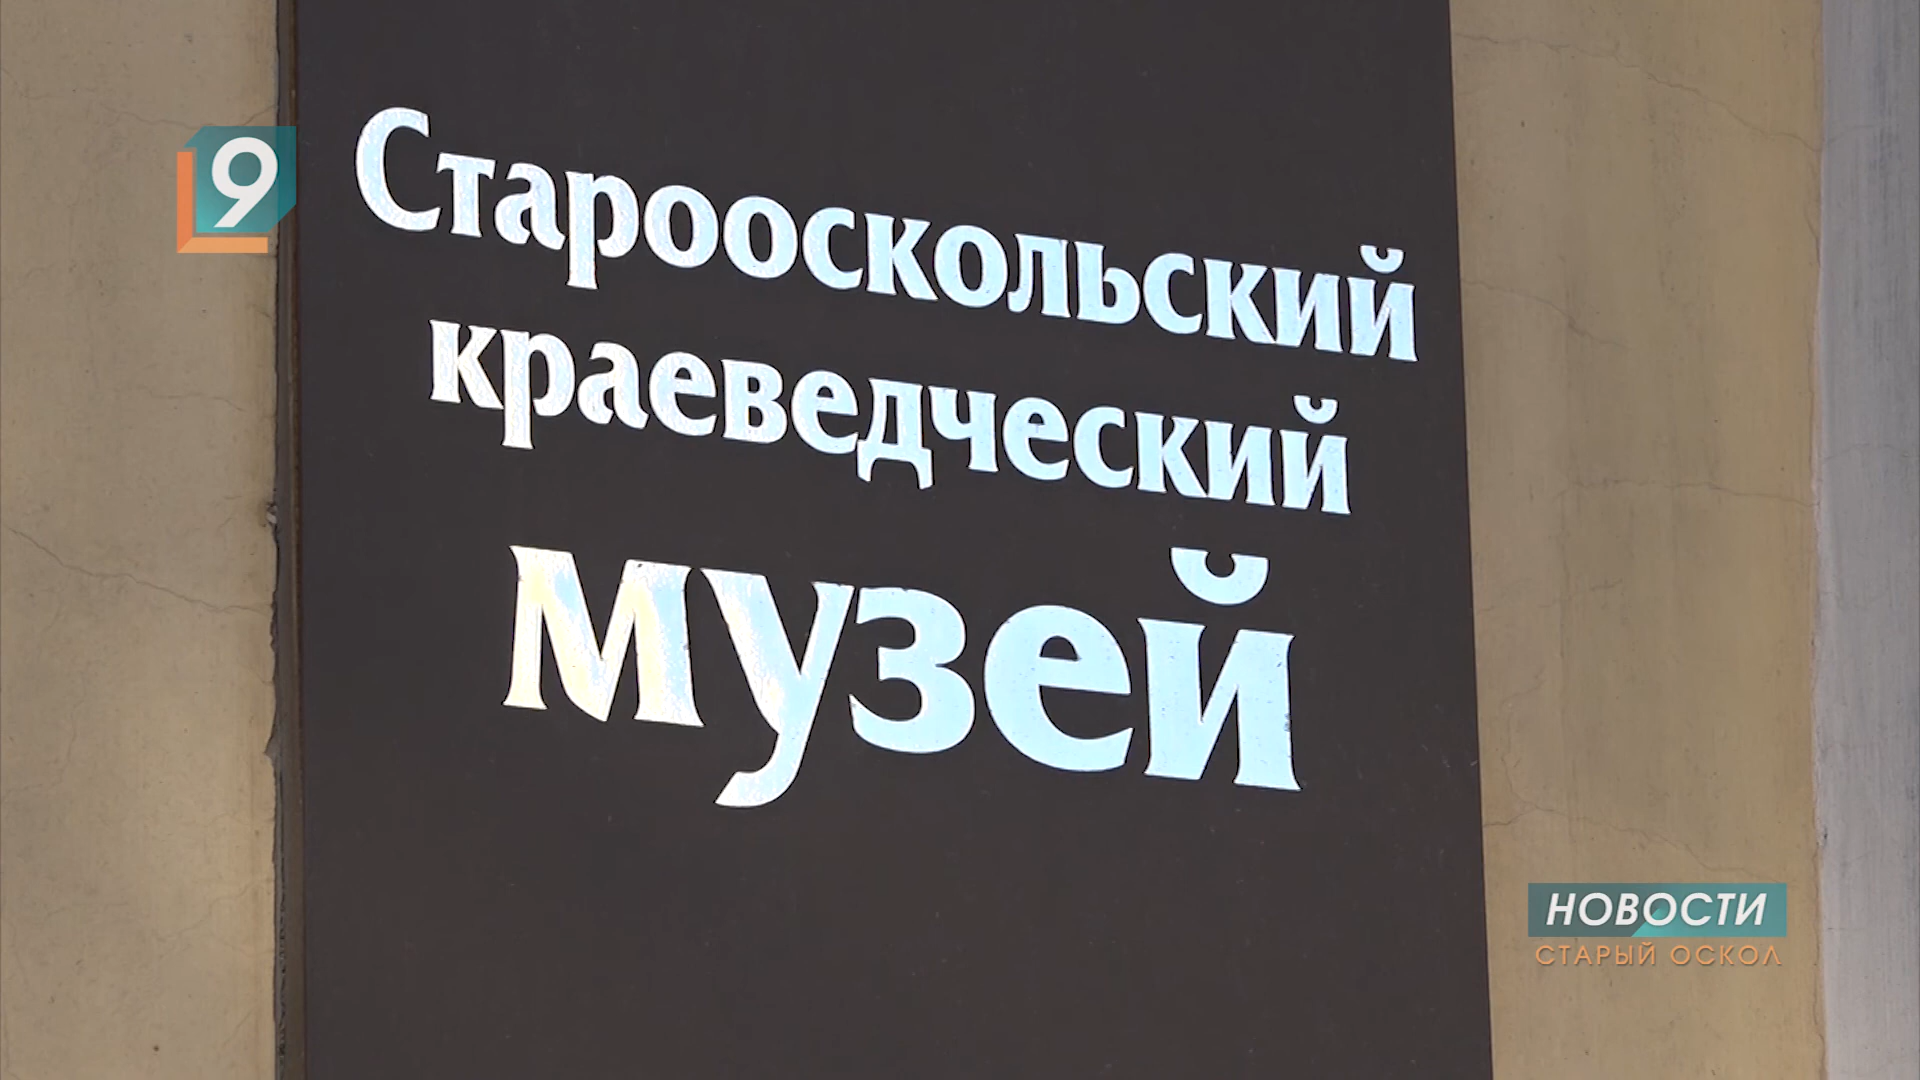 9
Старооскольский
краеведческий
музей
НОВОСТИ
СТАРЫЙ ОСКОЛ